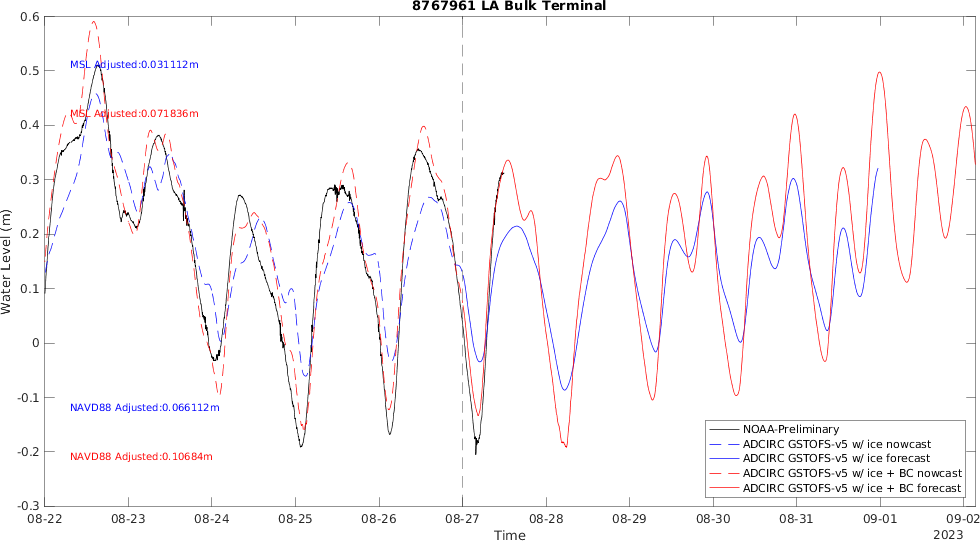 8767961 LA Bulk Terminal
0.6
0.5
0.4
0.3
0.2
0.1
0
-0.1
-0.2
-0.3
Water Level (m)
MSL Adjusted:0.031112m
MSL Adjusted:0.071836m
NAVD88 Adjusted:0.066112m
NAVD88 Adjusted:0.10684m
NOAA-Preliminary
ADCIRC GSTOFS-v5 w/ ice nowcast
ADCIRC GSTOFS-v5 w/ ice forecast
ADCIRC GSTOFS-v5 w/ ice + BC nowcast
ADCIRC GSTOFS-v5 w/ ice + BC forecast
08-22 08-23 08-24 08-25 08-26 08-27 08-28 08-29 08-30 08-31 09-01 09-02
Time
2023